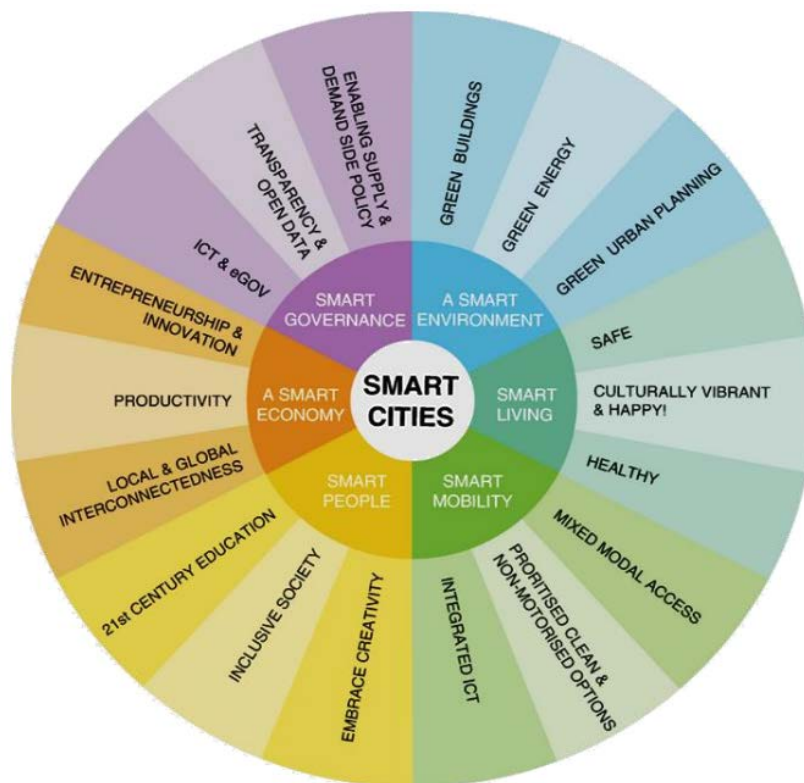 SMART
CITIES
A SMART
ENVIRONMENT
GREEN BUILDINGS
GREEN ENERGY
GREEN URBAN PLANNING
SMART
LIVING
SAFE
CULTURALLY VIBRANT
& HAPPY!
HEALTHY
SMART
MOBILITY
MIXED MODAL ACCESS
PRIORITISED CLEAN &
NON-MOTORISED OPTIONS
INTEGRATED ICT
SMART
PEOPLE
EMBRACE CREATIVITY
INCLUSIVE SOCIETY
21st CENTURY EDUCATION
A SMART
ECONOMY
LOCAL & GLOBAL
INTERCONNECTEDNESS
PRODUCTIVITY
ENTREPRENEURSHIP &
INNOVATION
SMART
GOVERNANCE
ICT & eGOV
TRANSPARENCY &
OPEN DATA
ENABLING SUPPLY &
DEMAND SIDE POLICY